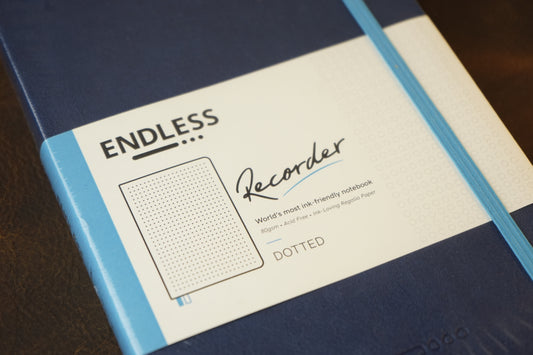 ENDLESS
Recorder
World's most ink-friendly notebook
80gsm • Acid Free • Ink-Loving Regalia Paper
DOTTED